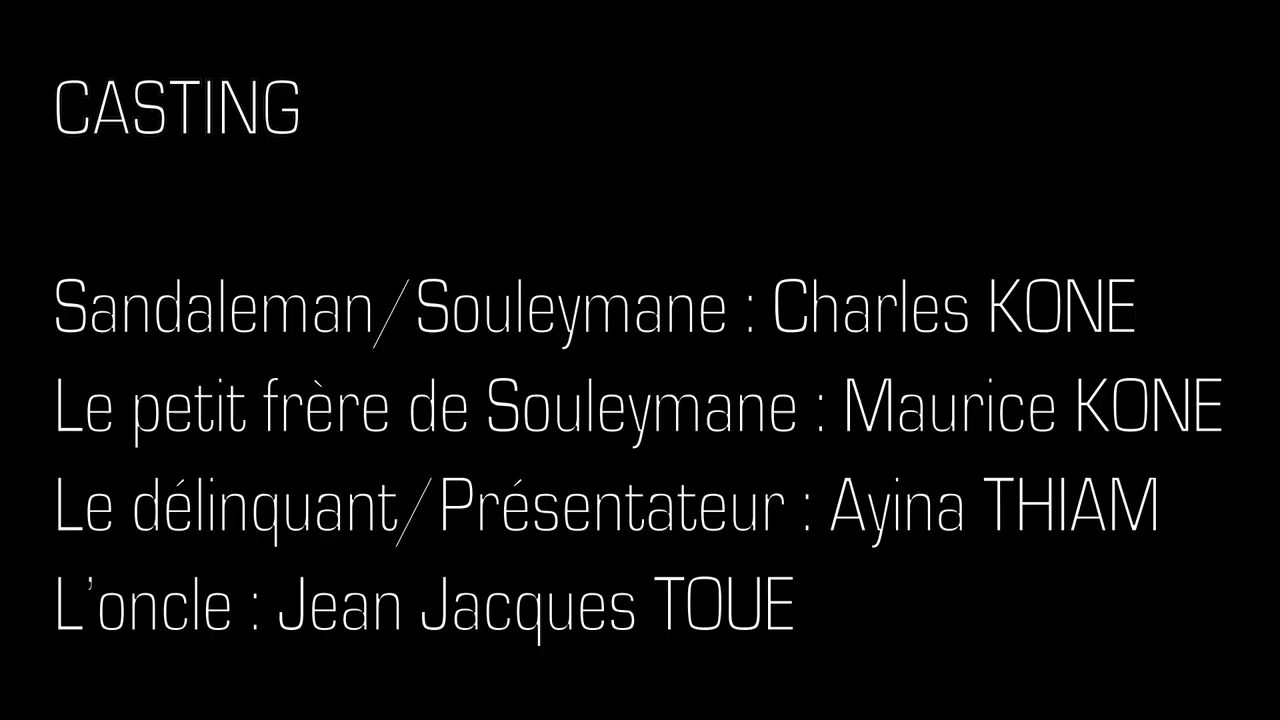 CASTING
Sandaleman/Souleymane : Charles KONE
Le petit frère de Souleymane : Maurice KONE
Le délinquant/Présentateur : Ayina THIAM
L'oncle : Jean Jacques TOUE